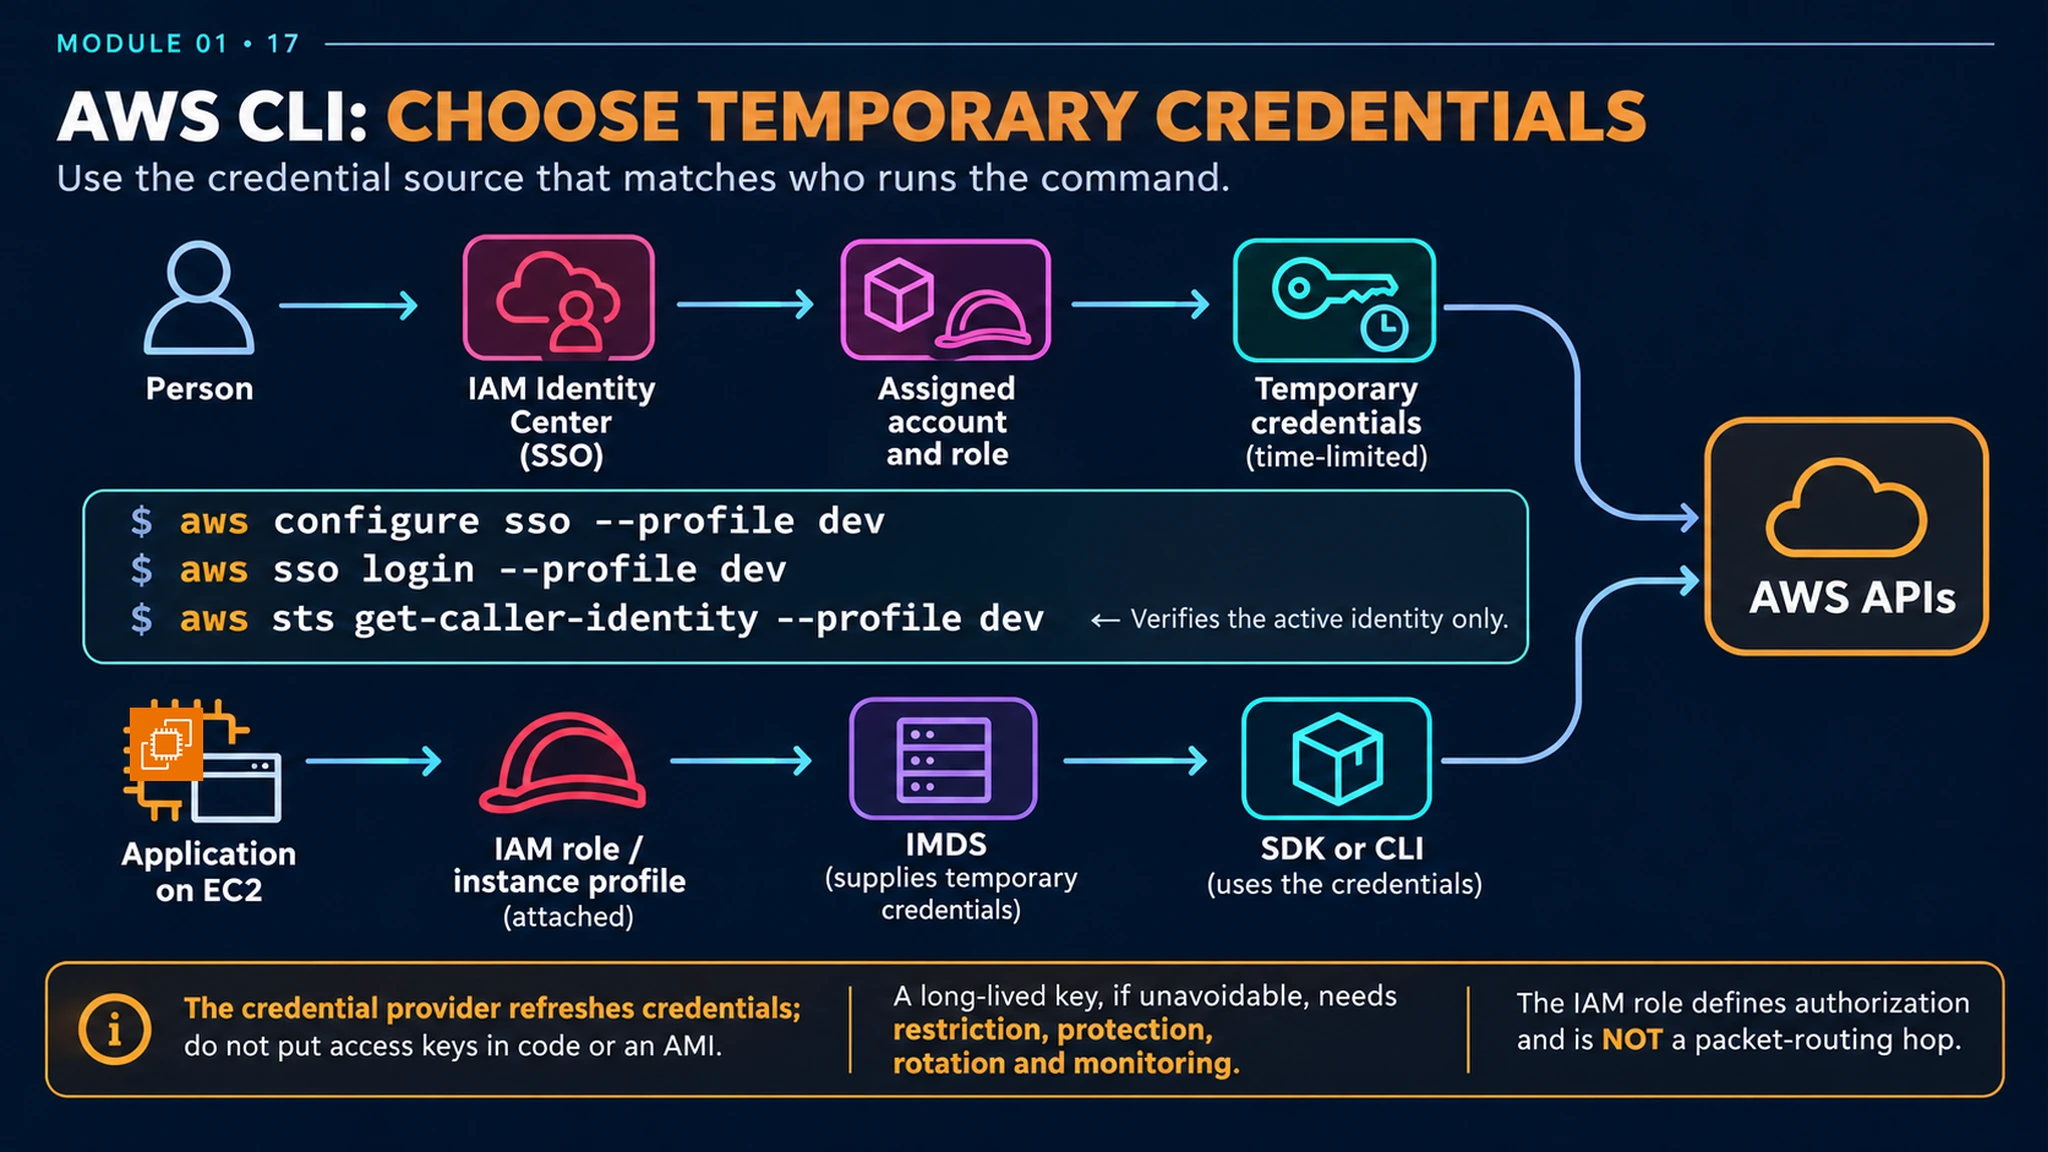 MODULE 01 • 17
AWS CLI: CHOOSE TEMPORARY CREDENTIALS
Use the credential source that matches who runs the command.
Person
IAM Identity
Center
(SSO)
Assigned
account
and role
Temporary
credentials
(time-limited)
$ aws configure sso --profile dev
$ aws sso login --profile dev
$ aws sts get-caller-identity --profile dev ← Verifies the active identity only.
AWS APIs
Application
on EC2
IAM role /
instance profile
(attached)
IMDS
(supplies temporary
credentials)
SDK or CLI
(uses the credentials)
i
The credential provider refreshes credentials;
do not put access keys in code or an AMI.
A long-lived key, if unavoidable, needs
restriction, protection,
rotation and monitoring.
The IAM role defines authorization
and is NOT a packet-routing hop.